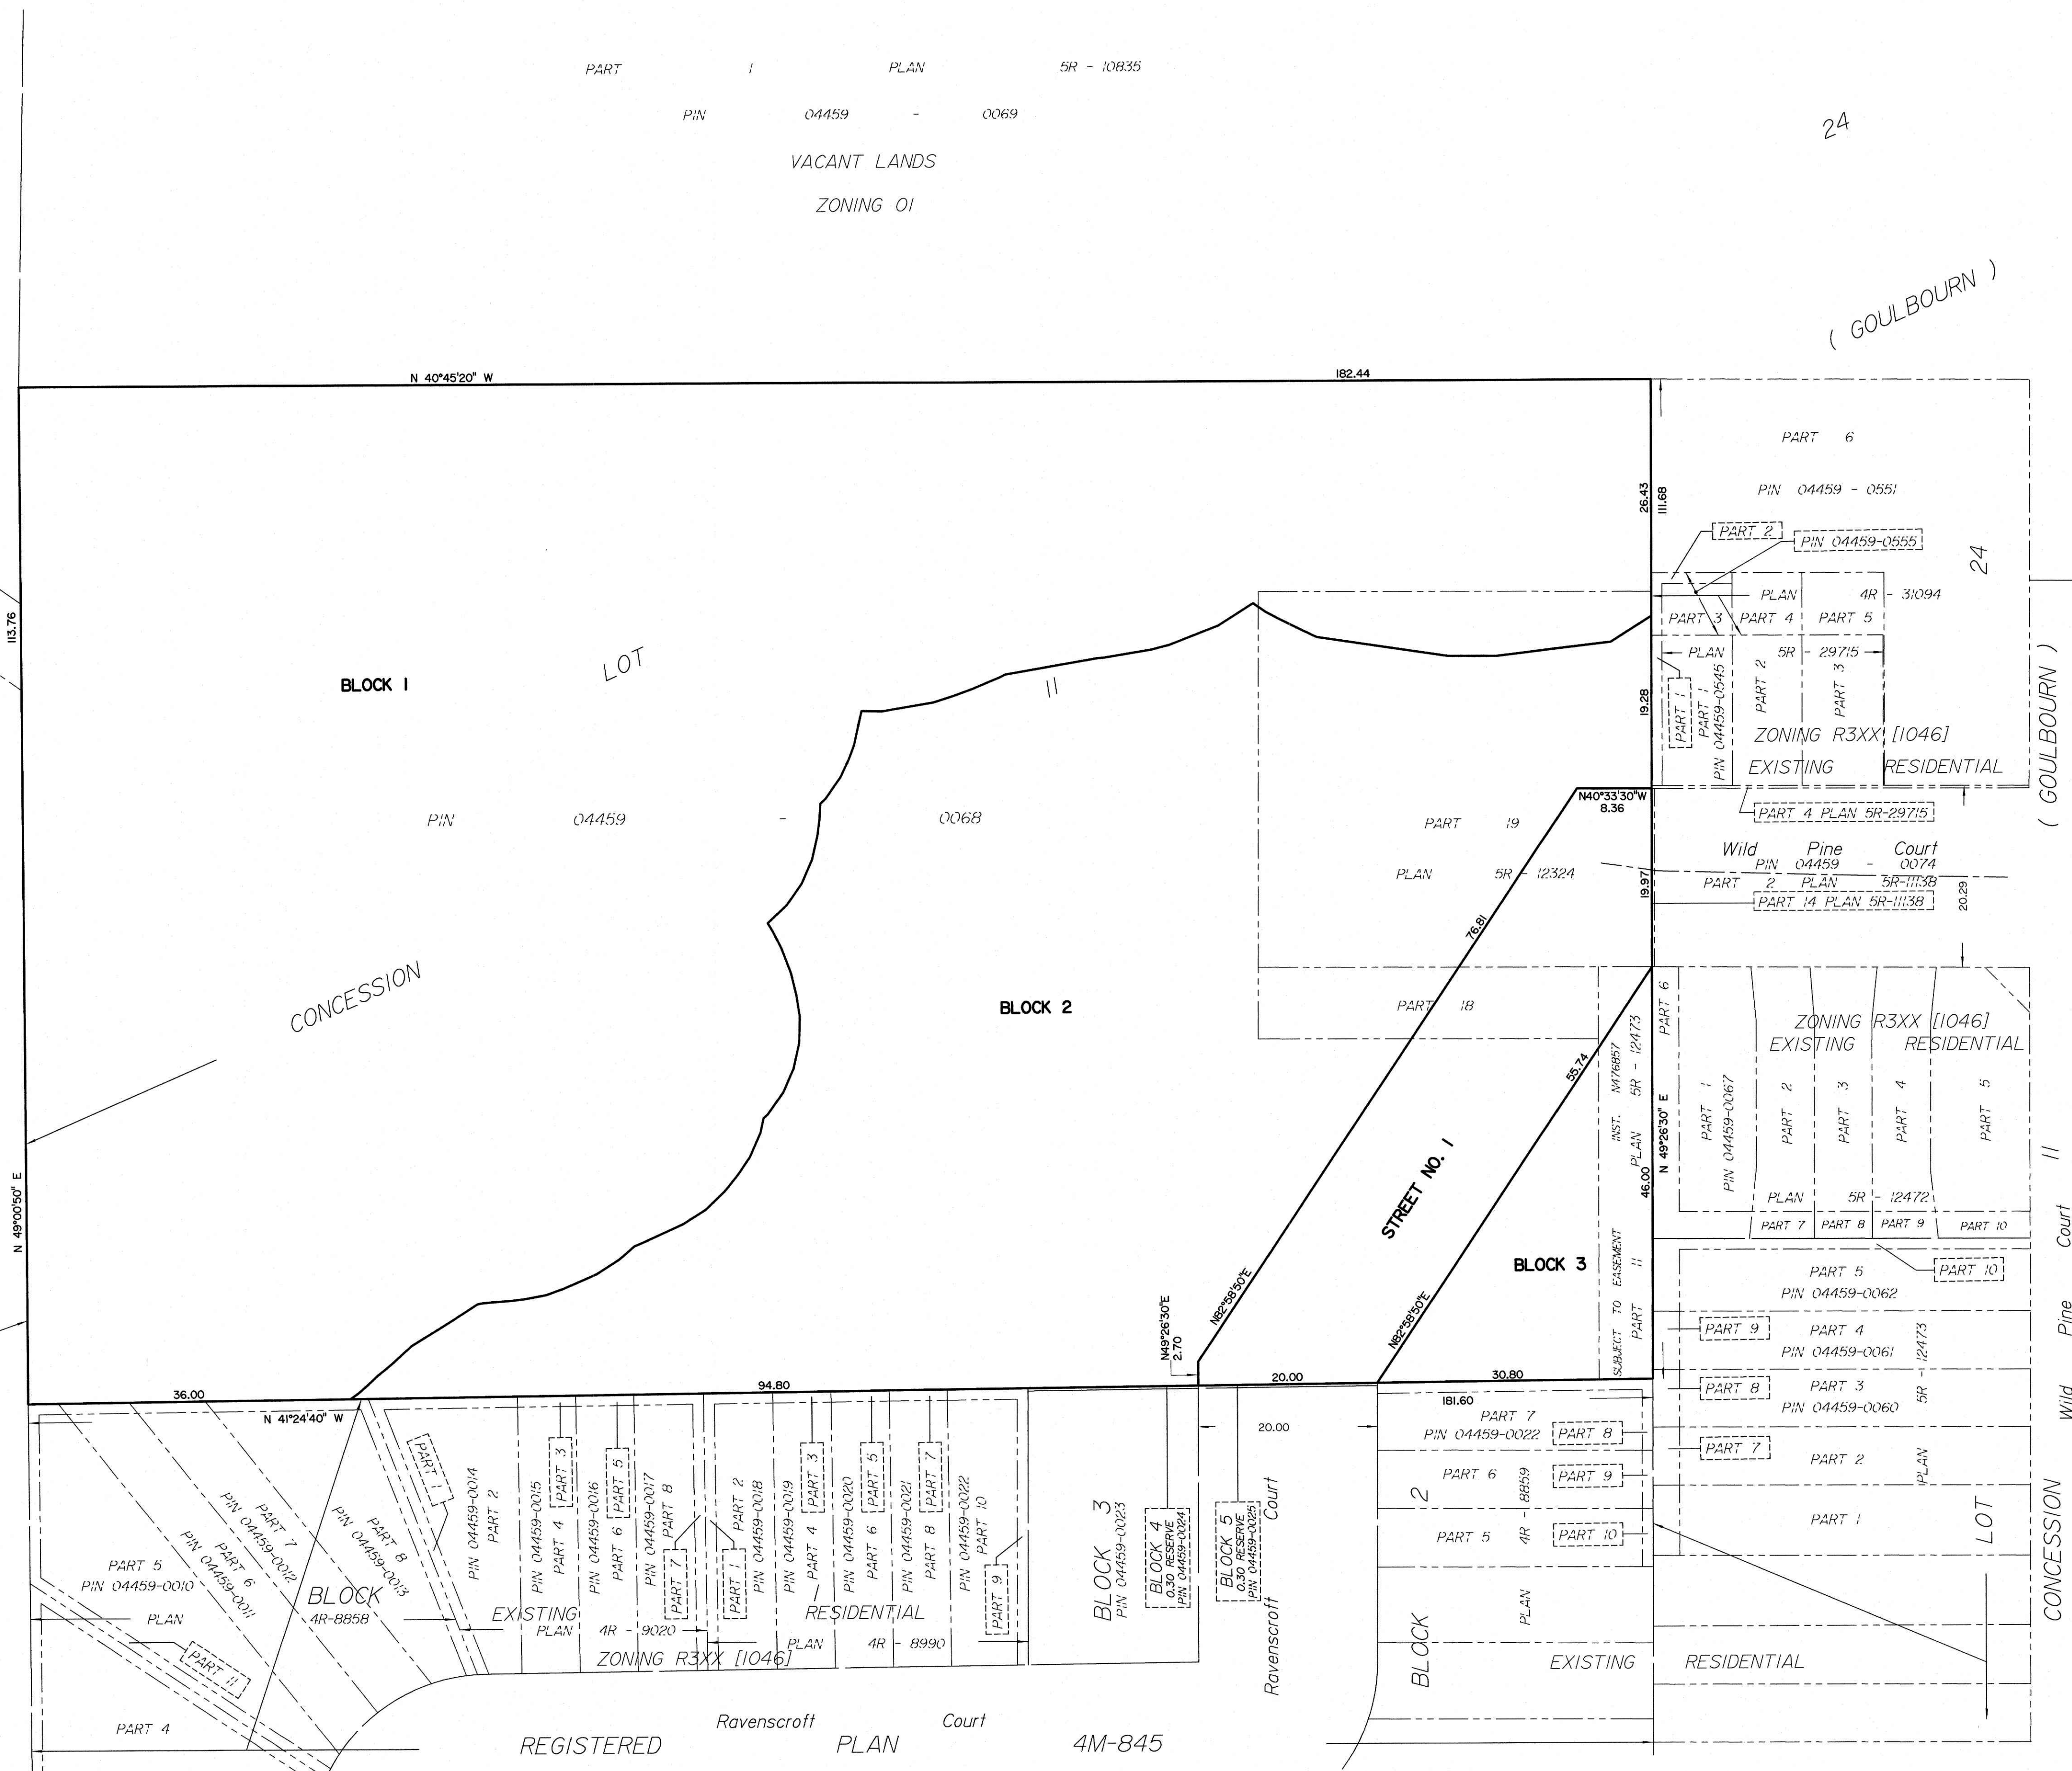 PART 1 PLAN 5R - 10835
PIN 04459 - 0069
VACANT LANDS
ZONING O1
24
( GOULBOURN )
N 40°45'20" W
182.44
26.43
111.68
PART 6
PIN 04459 - 0551
PART 2
PIN 04459-0555
24
PLAN 4R - 31094
PART 3
PART 4
PART 5
PLAN 5R - 29715
PART 1
PART 1
PIN 04459-0545
PART 2
PART 3
ZONING R3XX [1046]
EXISTING RESIDENTIAL
( GOULBOURN )
113.76
BLOCK 1
LOT
11
19.28
PIN 04459 - 0068
N40°33'30"W
8.36
PART 4 PLAN 5R-29715
PART 19
PLAN 5R - 12324
Wild Pine Court
PIN 04459 - 0074
PART 2 PLAN 5R-11138
PART 14 PLAN 5R-11138
19.97
20.29
76.81
CONCESSION
BLOCK 2
PART 18
55.74
INST. N476857
PLAN 5R - 12473
PART 6
ZONING R3XX [1046]
EXISTING RESIDENTIAL
PART 1
PIN 04459-0067
PART 2
PART 3
PART 4
PART 5
N 49°26'30" E
46.00
PLAN 5R - 12472
PART 7
PART 8
PART 9
PART 10
N 49°00'50" E
STREET NO. 1
BLOCK 3
SUBJECT TO EASEMENT
PART 11
PART 5
PIN 04459-0062
PART 10
N82°58'50"E
N82°58'50"E
N49°26'30"E
2.70
PART 9
PART 4
PIN 04459-0061
PART 8
PART 3
PIN 04459-0060
PLAN 5R - 12473
36.00
94.80
20.00
30.80
N 41°24'40" W
181.60
20.00
PART 7
PIN 04459-0022
PART 8
PART 7
PART 2
PART 6
PART 9
PART 5
PART 10
PLAN 4R - 8859
BLOCK 2
PART 1
LOT
CONCESSION 11
Wild Pine Court
PART 5
PIN 04459-0010
PLAN
PART 6
PIN 04459-0011
PART 7
PIN 04459-0012
PART 8
PIN 04459-0013
BLOCK
4R-8858
PART 1
PIN 04459-0014
PART 2
PIN 04459-0015
PART 4
PART 3
PIN 04459-0016
PART 6
PART 5
PIN 04459-0017
PART 8
PART 7
PART 1
PART 2
PIN 04459-0018
PIN 04459-0019
PART 4
PART 3
PIN 04459-0020
PART 6
PART 5
PIN 04459-0021
PART 8
PART 7
PIN 04459-0022
PART 10
PART 9
BLOCK 3
PIN 04459-0023
BLOCK 4
0.30 RESERVE
PIN 04459-0024
BLOCK 5
0.30 RESERVE
PIN 04459-0025
Ravenscroft Court
EXISTING RESIDENTIAL
PLAN 4R - 9020
PLAN 4R - 8990
ZONING R3XX [1046]
EXISTING RESIDENTIAL
PART 11
PART 4
Ravenscroft Court
REGISTERED PLAN 4M-845